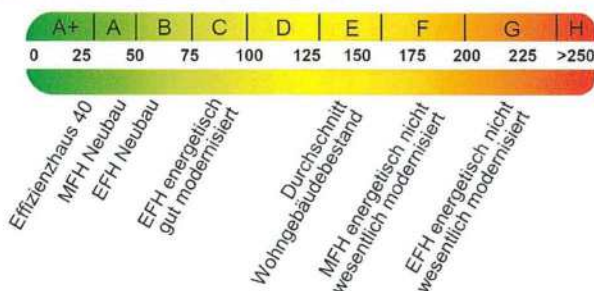 A+ A B C D E F G H
0 25 50 75 100 125 150 175 200 225 >250
Effizienzhaus 40
MFH Neubau
EFH Neubau
EFH energetisch
gut modernisiert
Durchschnitt
Wohngebäudebestand
MFH energetisch nicht
wesentlich modernisiert
EFH energetisch nicht
wesentlich modernisiert